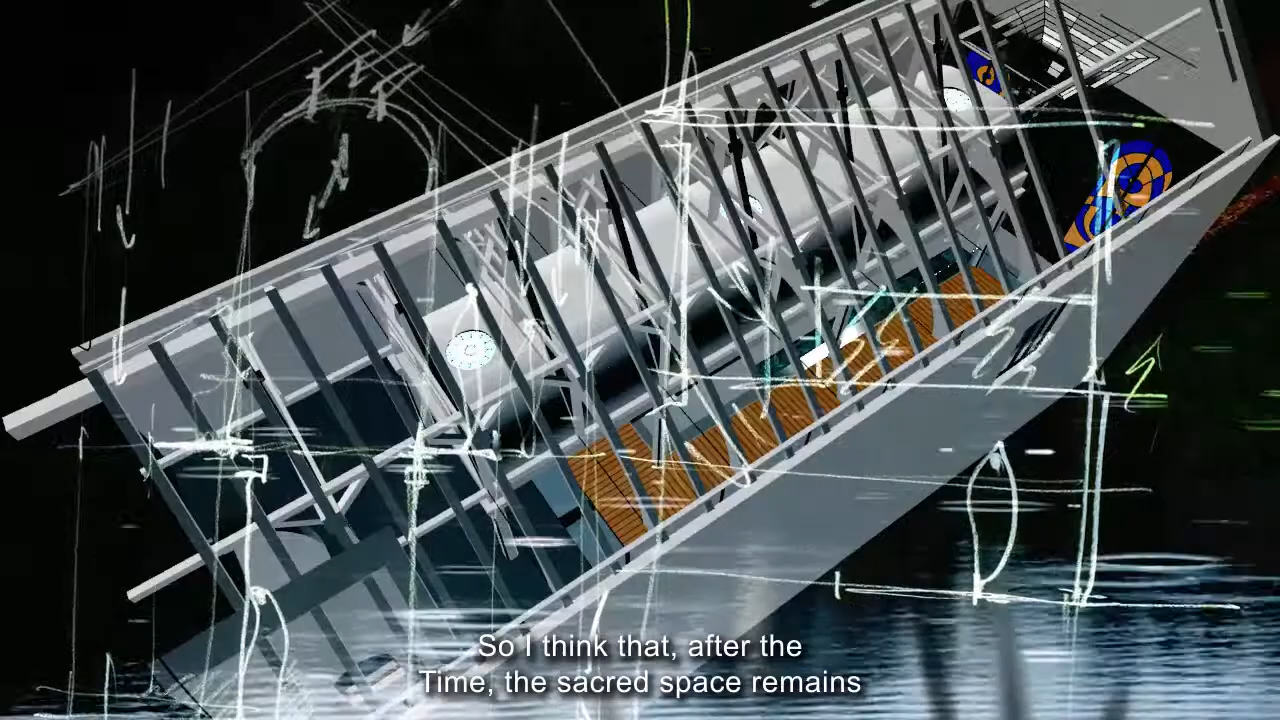 So I think that, after the
Time, the sacred space remains